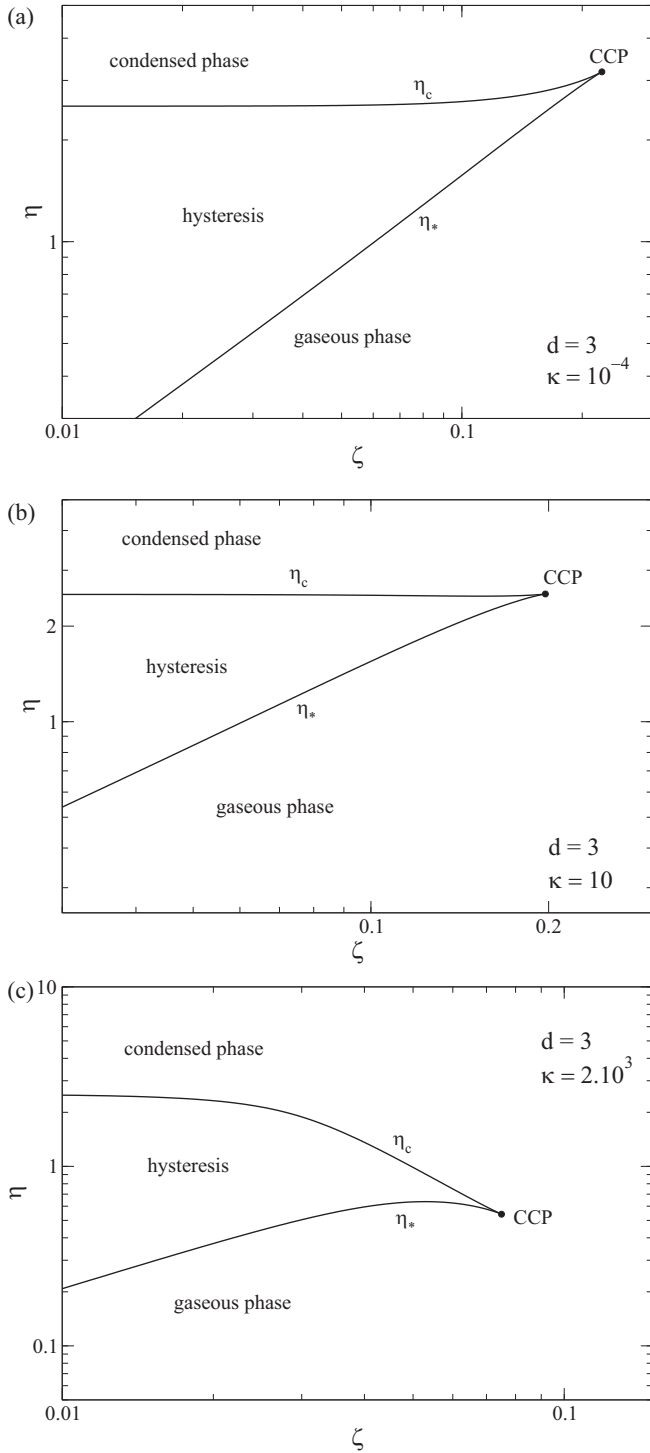 (a)
condensed phase
CCP
η_c
hysteresis
η
1
η_*
gaseous phase
d = 3
κ = 10^{−4}
0.01
0.1
ζ
(b)
condensed phase
CCP
η_c
2
hysteresis
η
η_*
1
gaseous phase
d = 3
κ = 10
0.1
0.2
ζ
(c)
10
condensed phase
d = 3
κ = 2.10^3
η_c
hysteresis
1
η
η_*
CCP
gaseous phase
0.1
0.01
0.1
ζ